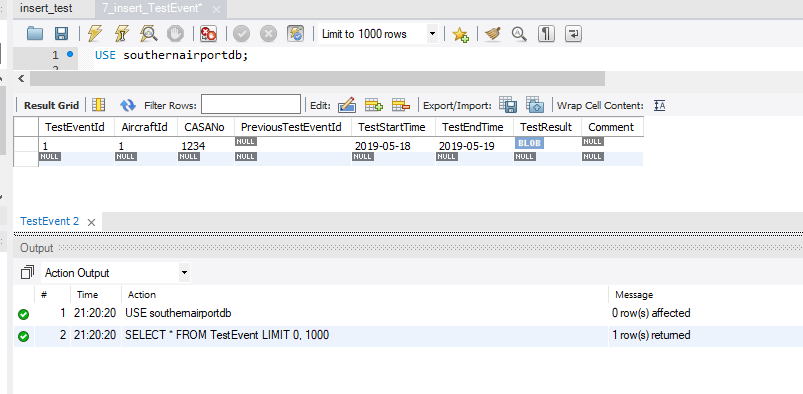 insert_test 7_insert_TestEvent* ×
Limit to 1000 rows
1 USE southernairportdb;
Result Grid Filter Rows: Edit: Export/Import: Wrap Cell Content:
TestEventId AircraftId CASANo PreviousTestEventId TestStartTime TestEndTime TestResult Comment
1 1 1234 NULL 2019-05-18 2019-05-19 BLOB NULL
NULL NULL NULL NULL NULL NULL NULL NULL
TestEvent 2 ×
Output
Action Output
# Time Action Message
1 21:20:20 USE southernairportdb 0 row(s) affected
2 21:20:20 SELECT * FROM TestEvent LIMIT 0, 1000 1 row(s) returned